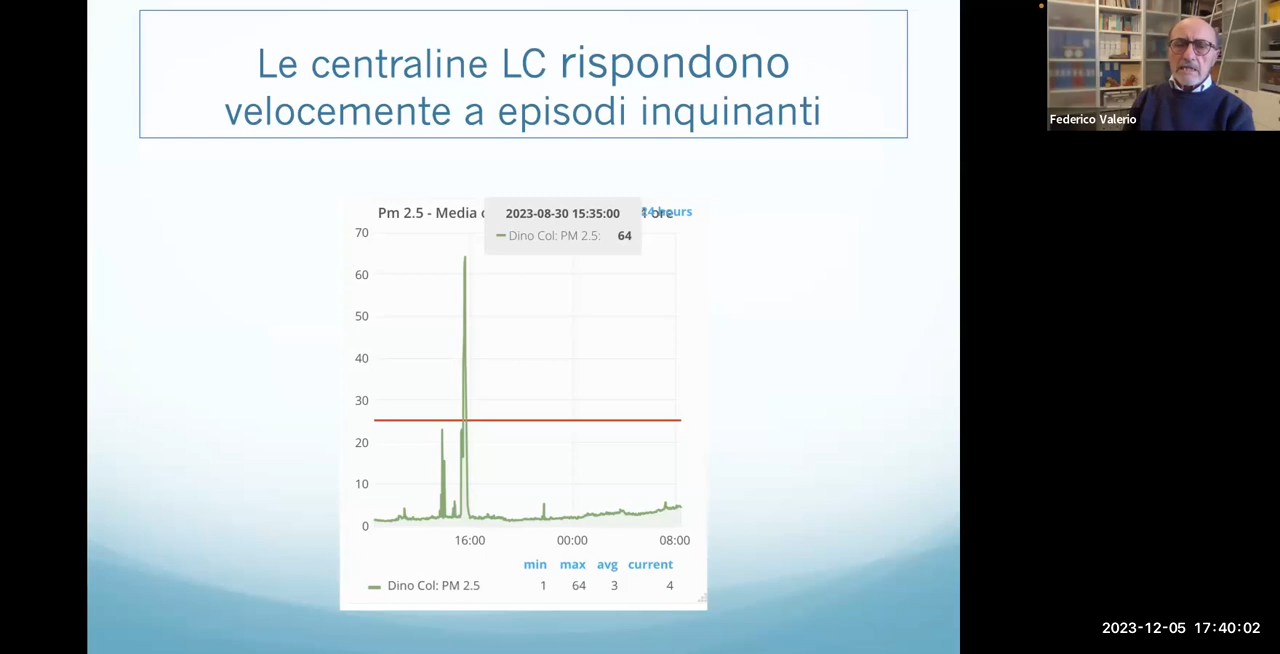 Le centraline LC rispondono
velocemente a episodi inquinanti
Federico Valerio
Pm 2.5 - Media
2023-08-30 15:35:00
24 hours
Dino Col: PM 2.5: 64
70
60
50
40
30
20
10
0
16:00 00:00 08:00
min max avg current
Dino Col: PM 2.5 1 64 3 4
2023-12-05 17:40:02